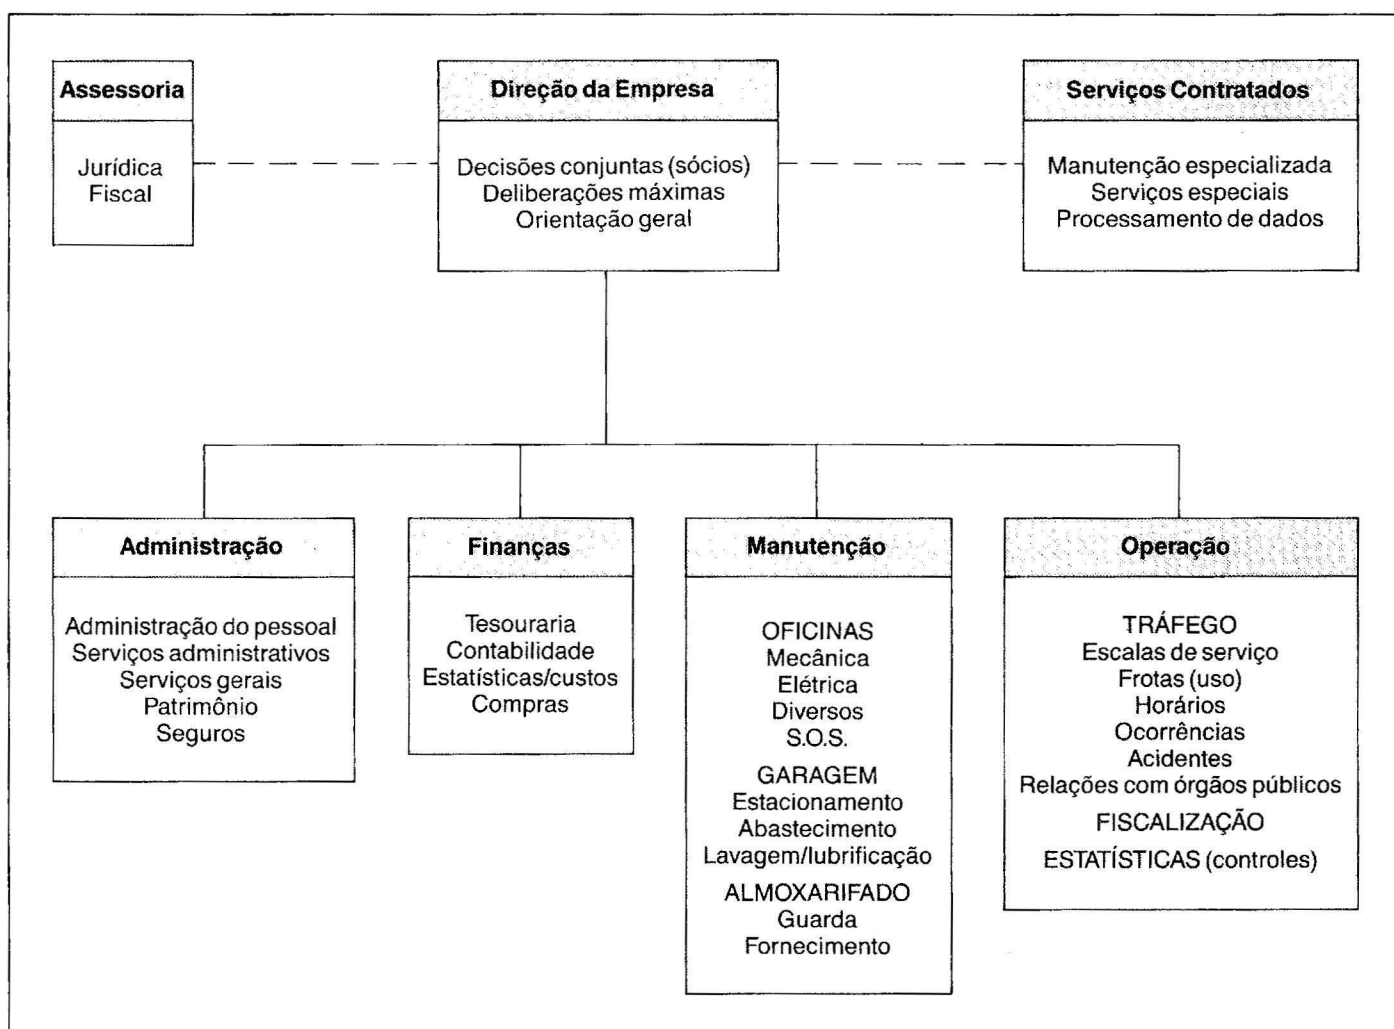 Assessoria
Jurídica
Fiscal
Direção da Empresa
Decisões conjuntas (sócios)
Deliberações máximas
Orientação geral
Serviços Contratados
Manutenção especializada
Serviços especiais
Processamento de dados
Administração
Administração do pessoal
Serviços administrativos
Serviços gerais
Patrimônio
Seguros
Finanças
Tesouraria
Contabilidade
Estatísticas/custos
Compras
Manutenção
OFICINAS
Mecânica
Elétrica
Diversos
S.O.S.
GARAGEM
Estacionamento
Abastecimento
Lavagem/lubrificação
ALMOXARIFADO
Guarda
Fornecimento
Operação
TRÁFEGO
Escalas de serviço
Frotas (uso)
Horários
Ocorrências
Acidentes
Relações com órgãos públicos
FISCALIZAÇÃO
ESTATÍSTICAS (controles)